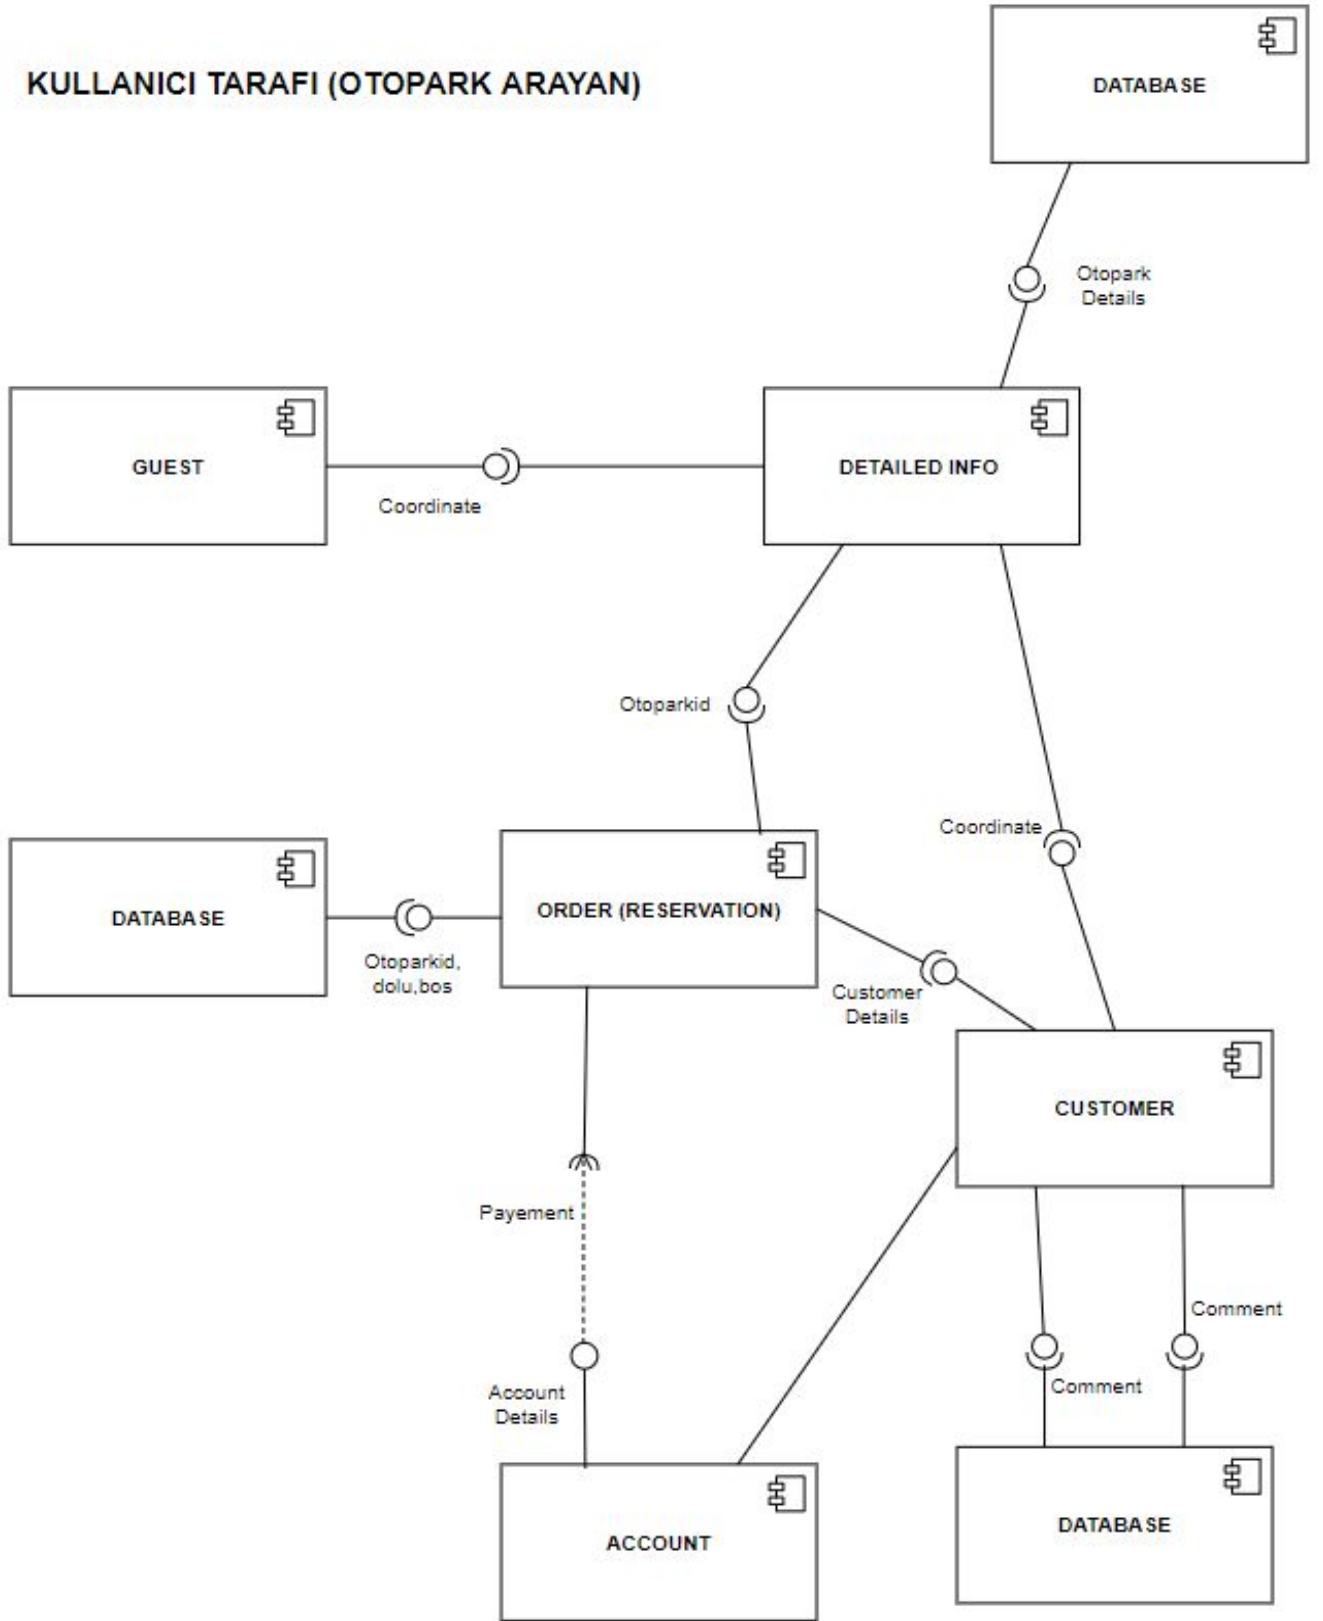 KULLANICI TARAFI (OTOPARK ARAYAN)
DATABASE
Otopark
Details
GUEST
Coordinate
DETAILED INFO
Otoparkid
Coordinate
DATABASE
Otoparkid,
dolu,bos
ORDER (RESERVATION)
Customer
Details
CUSTOMER
Payement
Account
Details
Comment
Comment
ACCOUNT
DATABASE